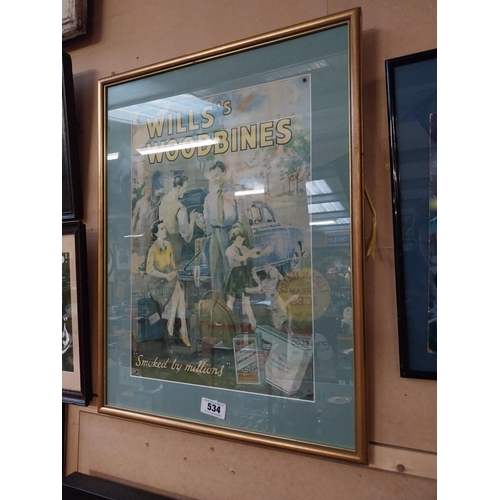 WILLS'S
WOODBINES
"Smoked by millions"
534